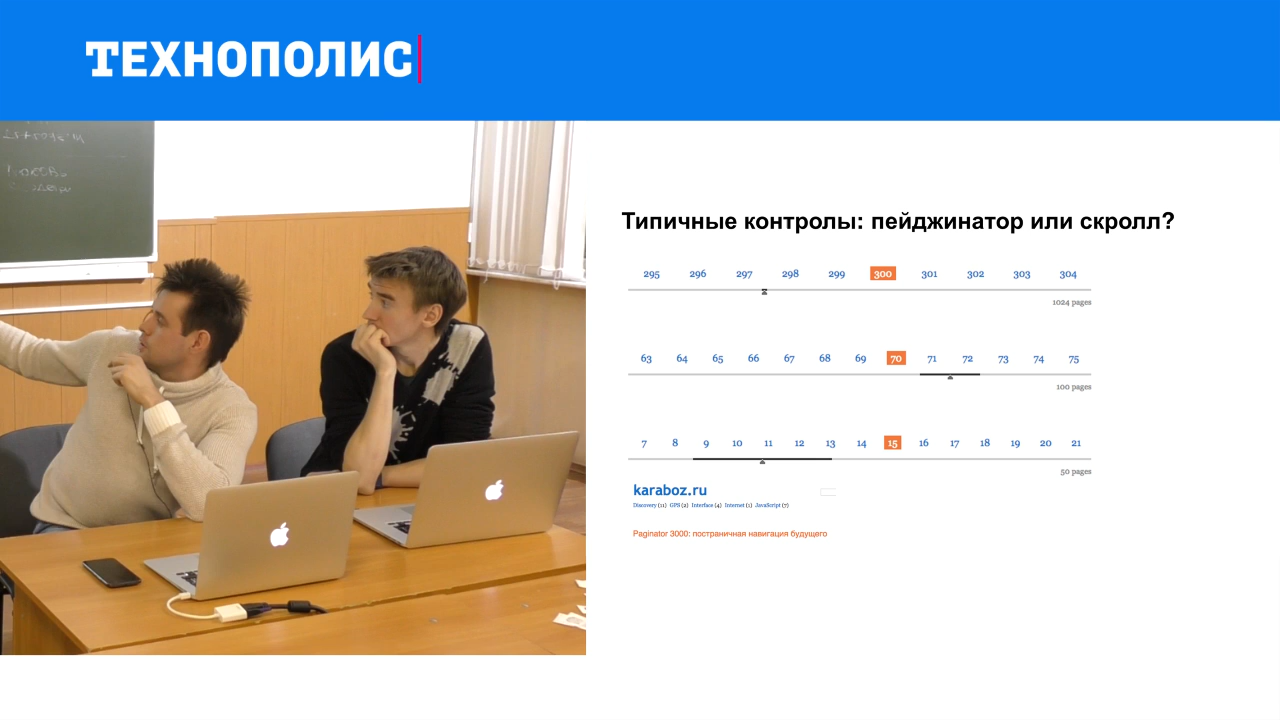 ТЕХНОПОЛИС
Типичные контролы: пейджинатор или скролл?
295 296 297 298 299 300 301 302 303 304
1024 pages
63 64 65 66 67 68 69 70 71 72 73 74 75
100 pages
7 8 9 10 11 12 13 14 15 16 17 18 19 20 21
50 pages
karaboz.ru
Discovery (11) GPS (2) Interface (4) Internet (1) JavaScript (7)
Paginator 3000: постраничная навигация будущего